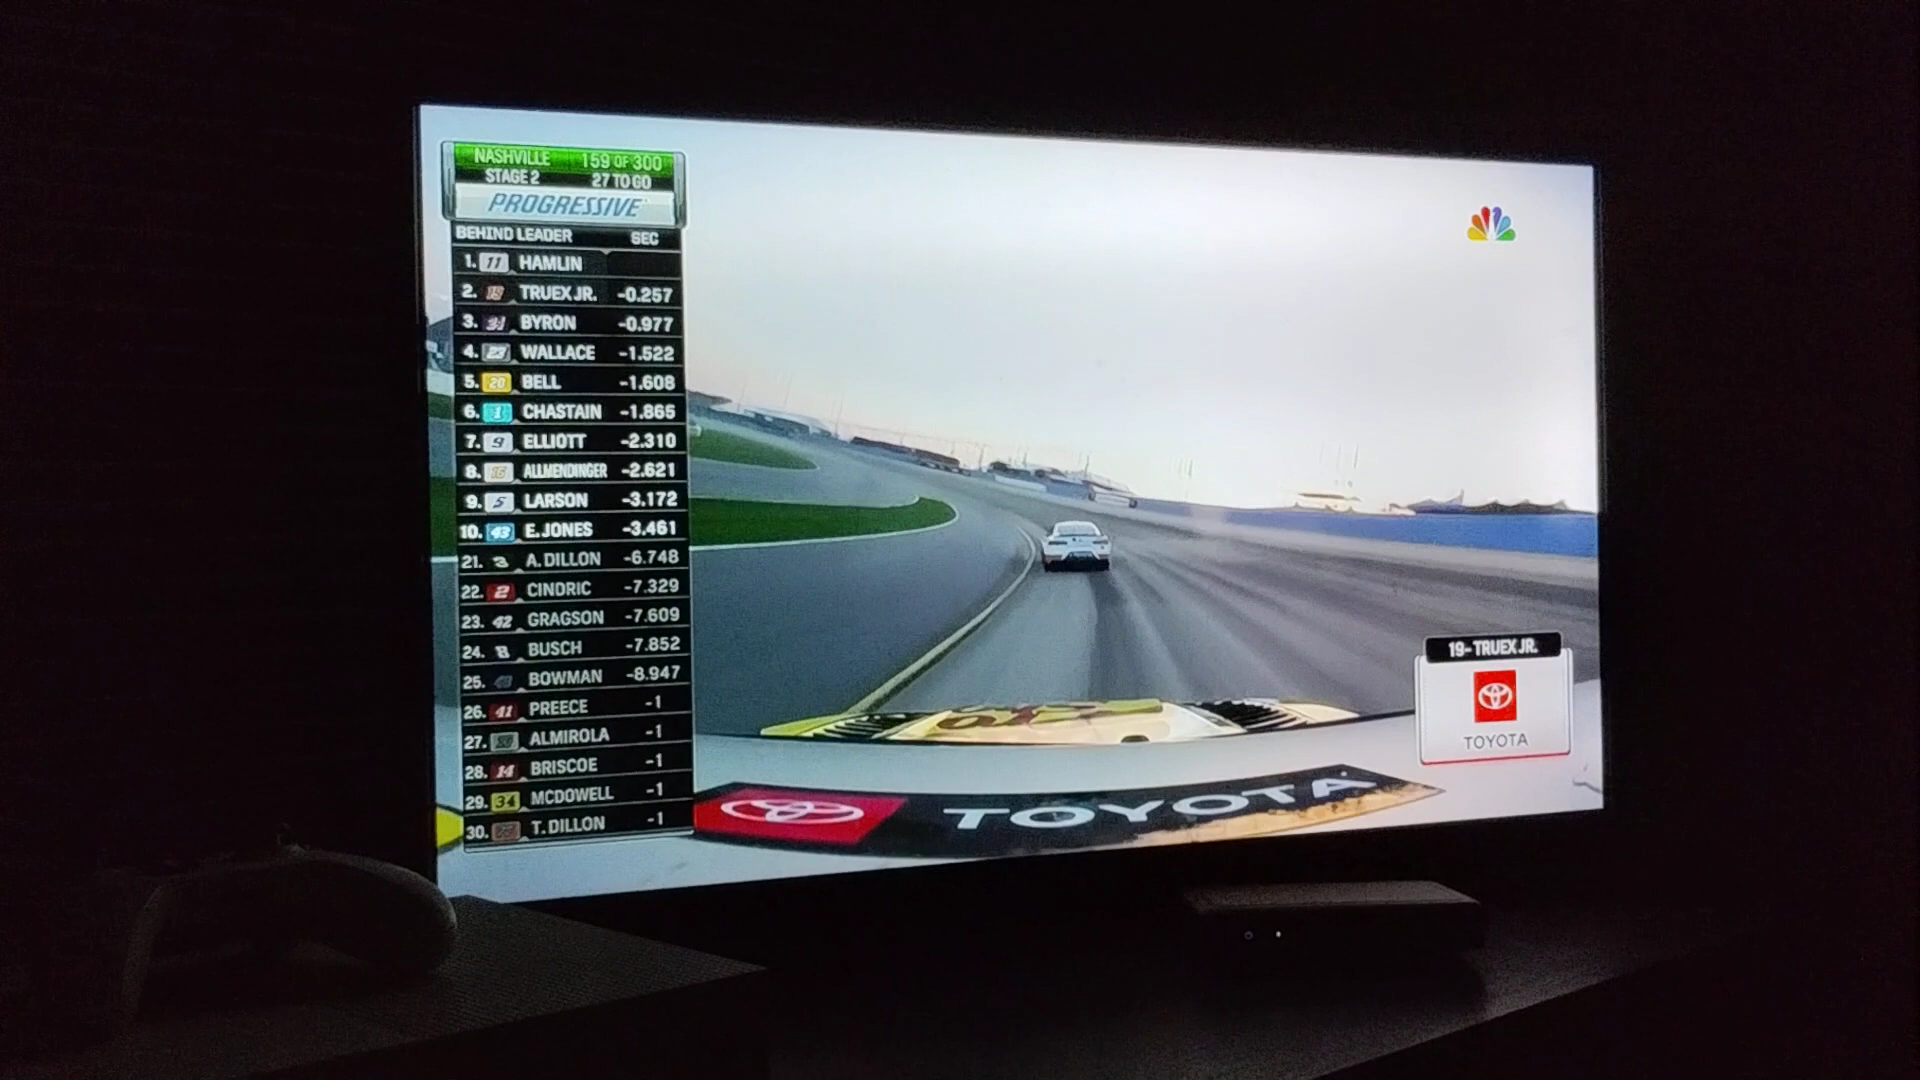 NASHVILLE 159 OF 300
STAGE 2 27 TO GO
PROGRESSIVE
BEHIND LEADER SEC
1. 11 HAMLIN
2. 19 TRUEX JR. -0.257
3. 24 BYRON -0.977
4. 23 WALLACE -1.522
5. 20 BELL -1.608
6. 1 CHASTAIN -1.865
7. 9 ELLIOTT -2.310
8. 16 ALLMENDINGER -2.621
9. 5 LARSON -3.172
10. 43 E. JONES -3.461
21. 3 A. DILLON -6.748
22. 2 CINDRIC -7.329
23. 42 GRAGSON -7.609
24. 8 BUSCH -7.852
25. 48 BOWMAN -8.947
26. 41 PREECE -1
27. ALMIROLA -1
28. 14 BRISCOE -1
29. 34 MCDOWELL -1
30. T. DILLON -1
19- TRUEX JR.
TOYOTA
TOYOTA